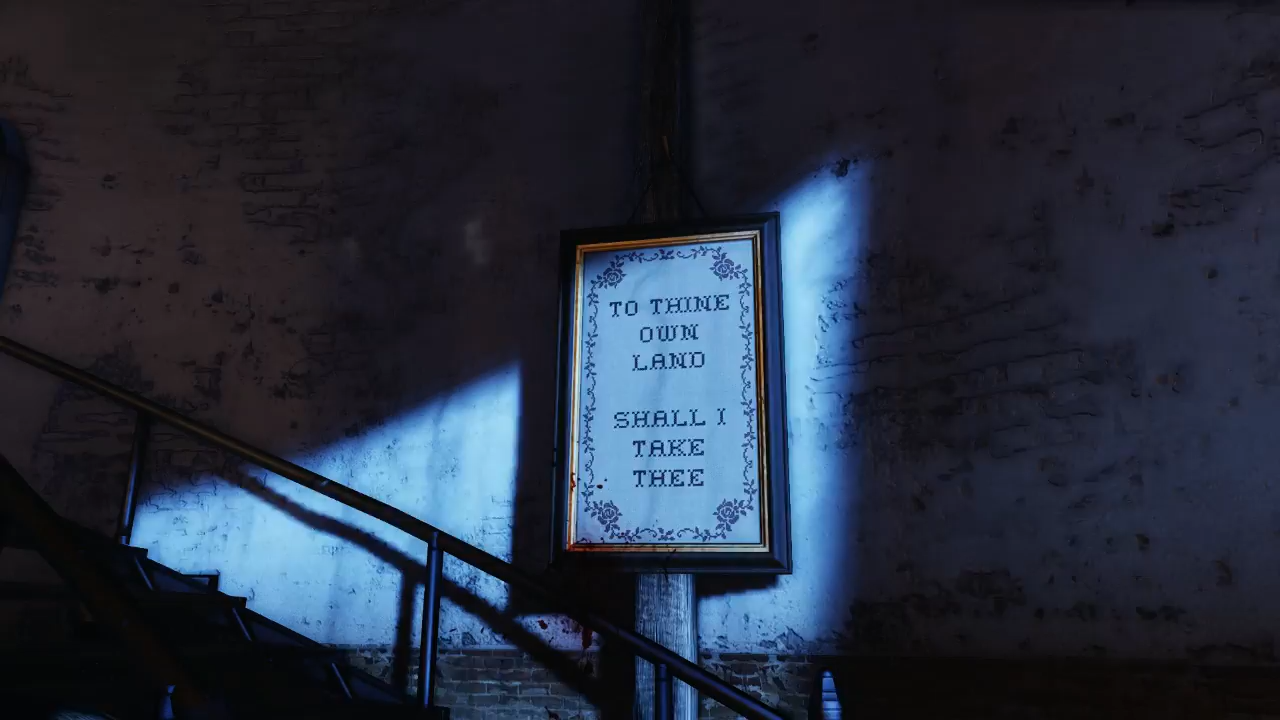 TO THINE
OWN
LAND
SHALL I
TAKE
THEE